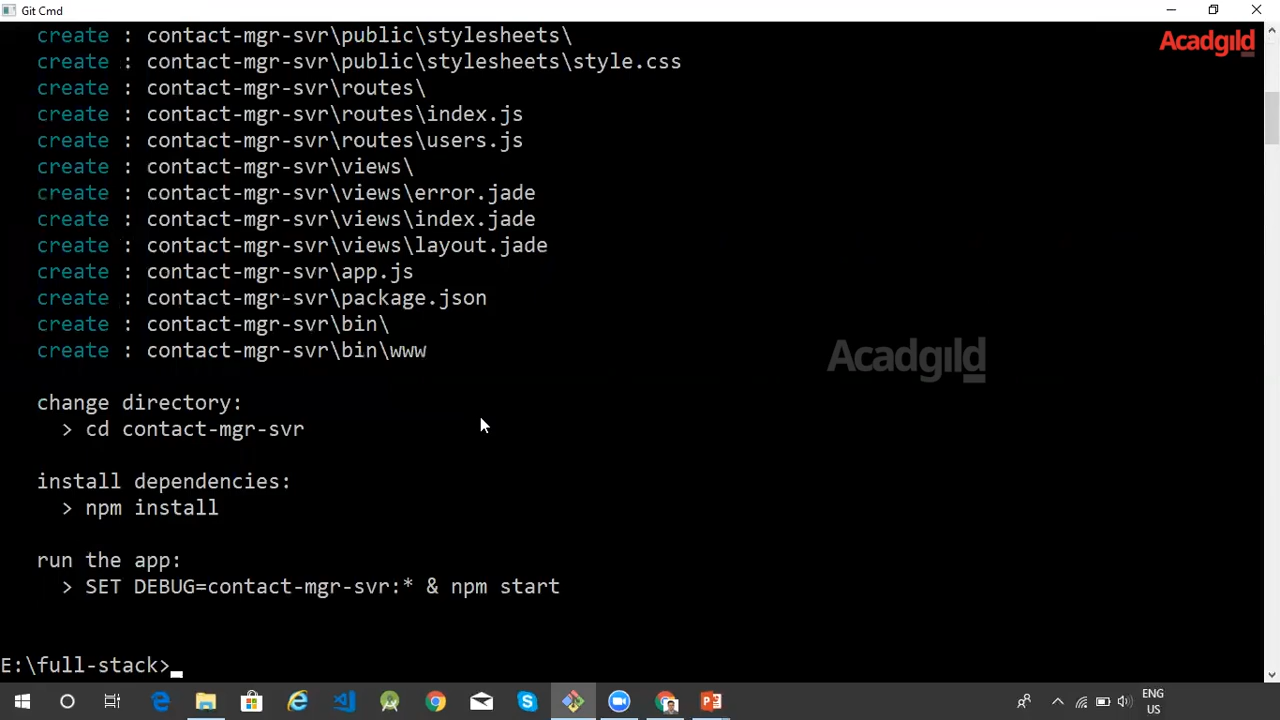 Git Cmd
create : contact-mgr-svr\public\stylesheets\
Acadgild
create : contact-mgr-svr\public\stylesheets\style.css
create : contact-mgr-svr\routes\
create : contact-mgr-svr\routes\index.js
create : contact-mgr-svr\routes\users.js
create : contact-mgr-svr\views\
create : contact-mgr-svr\views\error.jade
create : contact-mgr-svr\views\index.jade
create : contact-mgr-svr\views\layout.jade
create : contact-mgr-svr\app.js
create : contact-mgr-svr\package.json
create : contact-mgr-svr\bin\
create : contact-mgr-svr\bin\www
Acadgild
change directory:
> cd contact-mgr-svr
install dependencies:
> npm install
run the app:
> SET DEBUG=contact-mgr-svr:* & npm start
E:\full-stack>
ENG
US